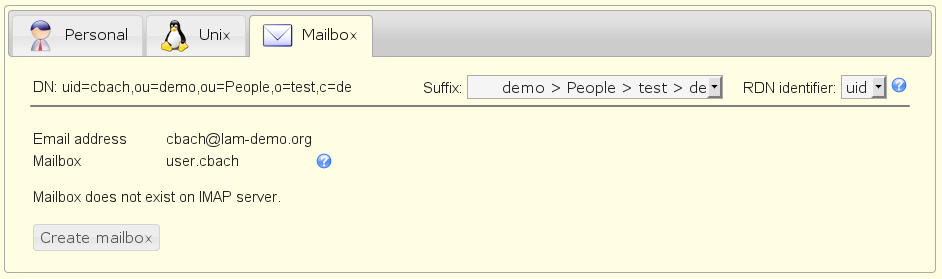 Personal Unix Mailbox
DN: uid=cbach,ou=demo,ou=People,o=test,c=de Suffix: demo > People > test > de RDN identifier: uid
Email address cbach@lam-demo.org
Mailbox user.cbach
Mailbox does not exist on IMAP server.
Create mailbox